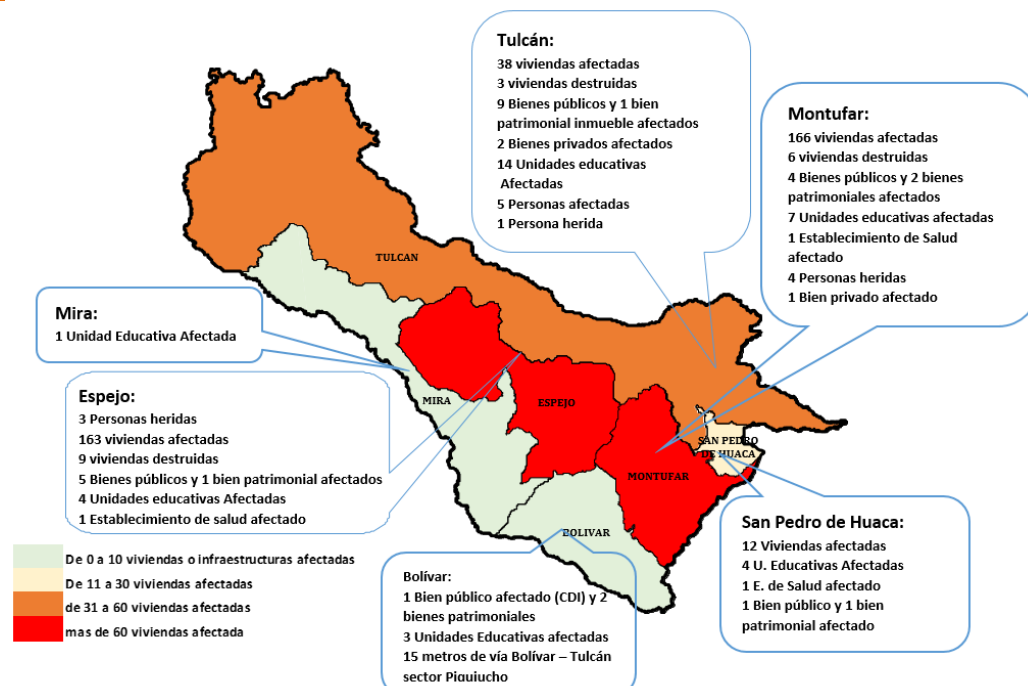 Tulcán:
38 viviendas afectadas
3 viviendas destruidas
9 Bienes públicos y 1 bien
patrimonial inmueble afectados
2 Bienes privados afectados
14 Unidades educativas
Afectadas
5 Personas afectadas
1 Persona herida
Montufar:
166 viviendas afectadas
6 viviendas destruidas
4 Bienes públicos y 2 bienes
patrimoniales afectados
7 Unidades educativas afectadas
1 Establecimiento de Salud
afectado
4 Personas heridas
1 Bien privado afectado
TULCAN
Mira:
1 Unidad Educativa Afectada
Espejo:
3 Personas heridas
163 viviendas afectadas
9 viviendas destruidas
5 Bienes públicos y 1 bien patrimonial afectados
4 Unidades educativas Afectadas
1 Establecimiento de salud afectado
MIRA
ESPEJO
SAN PEDRO
DE HUACA
MONTUFAR
BOLIVAR
San Pedro de Huaca:
12 Viviendas afectadas
4 U. Educativas Afectadas
1 E. de Salud afectado
1 Bien público y 1 bien
patrimonial afectado
De 0 a 10 viviendas o infraestructuras afectadas
De 11 a 30 viviendas afectadas
de 31 a 60 viviendas afectadas
mas de 60 viviendas afectada
Bolívar:
1 Bien público afectado (CDI) y 2
bienes patrimoniales
3 Unidades Educativas afectadas
15 metros de vía Bolívar – Tulcán
sector Piquiucho